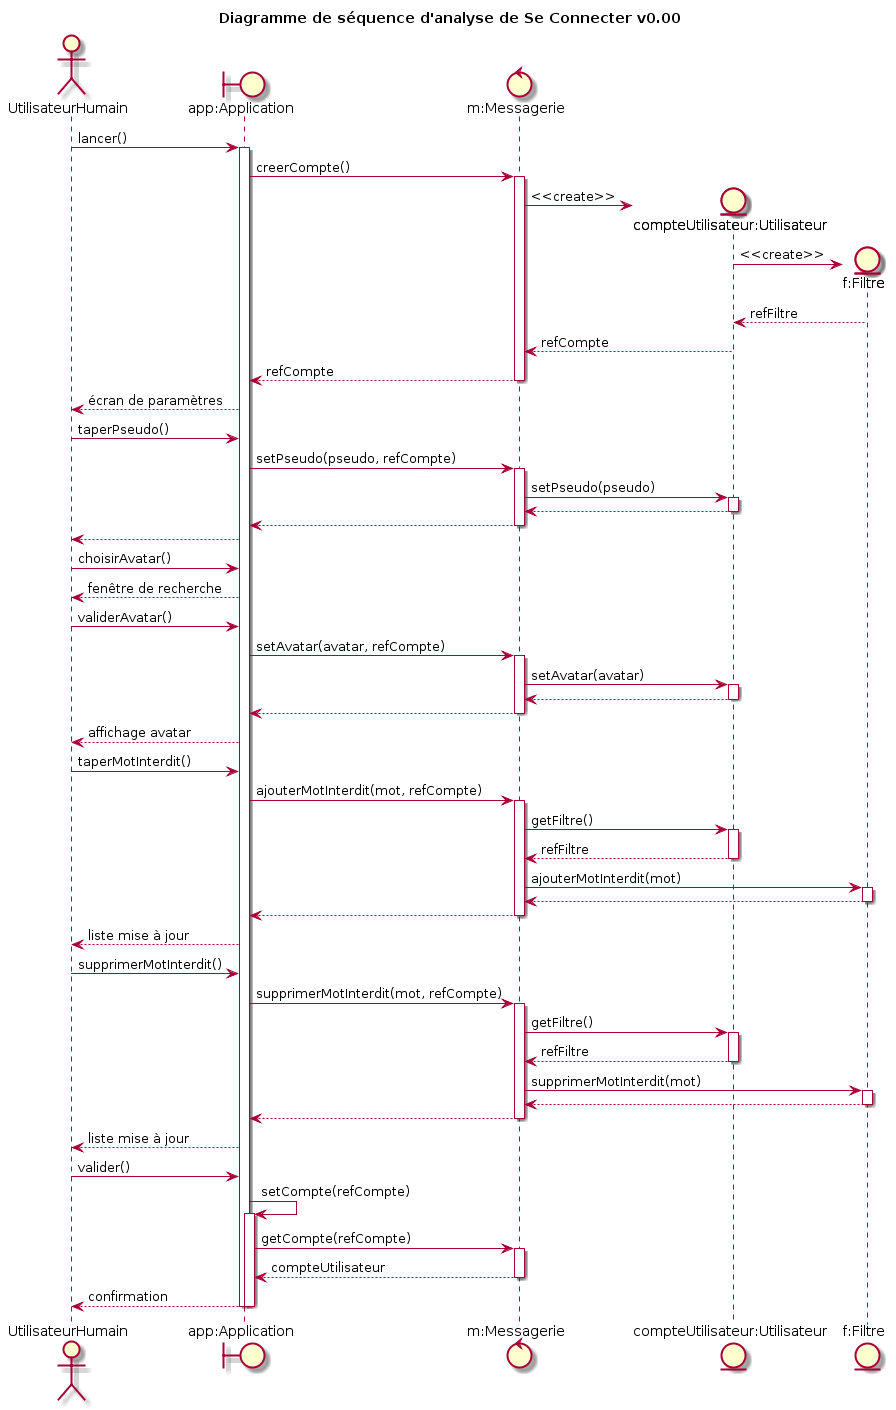 Diagramme de séquence d'analyse de Se Connecter v0.00
UtilisateurHumain
app:Application
m:Messagerie
lancer()
creerCompte()
<<create>>
compteUtilisateur:Utilisateur
<<create>>
f:Filtre
refFiltre
refCompte
refCompte
écran de paramètres
taperPseudo()
setPseudo(pseudo, refCompte)
setPseudo(pseudo)
choisirAvatar()
fenêtre de recherche
validerAvatar()
setAvatar(avatar, refCompte)
setAvatar(avatar)
affichage avatar
taperMotInterdit()
ajouterMotInterdit(mot, refCompte)
getFiltre()
refFiltre
ajouterMotInterdit(mot)
liste mise à jour
supprimerMotInterdit()
supprimerMotInterdit(mot, refCompte)
getFiltre()
refFiltre
supprimerMotInterdit(mot)
liste mise à jour
valider()
setCompte(refCompte)
getCompte(refCompte)
compteUtilisateur
confirmation
UtilisateurHumain
app:Application
m:Messagerie
compteUtilisateur:Utilisateur
f:Filtre